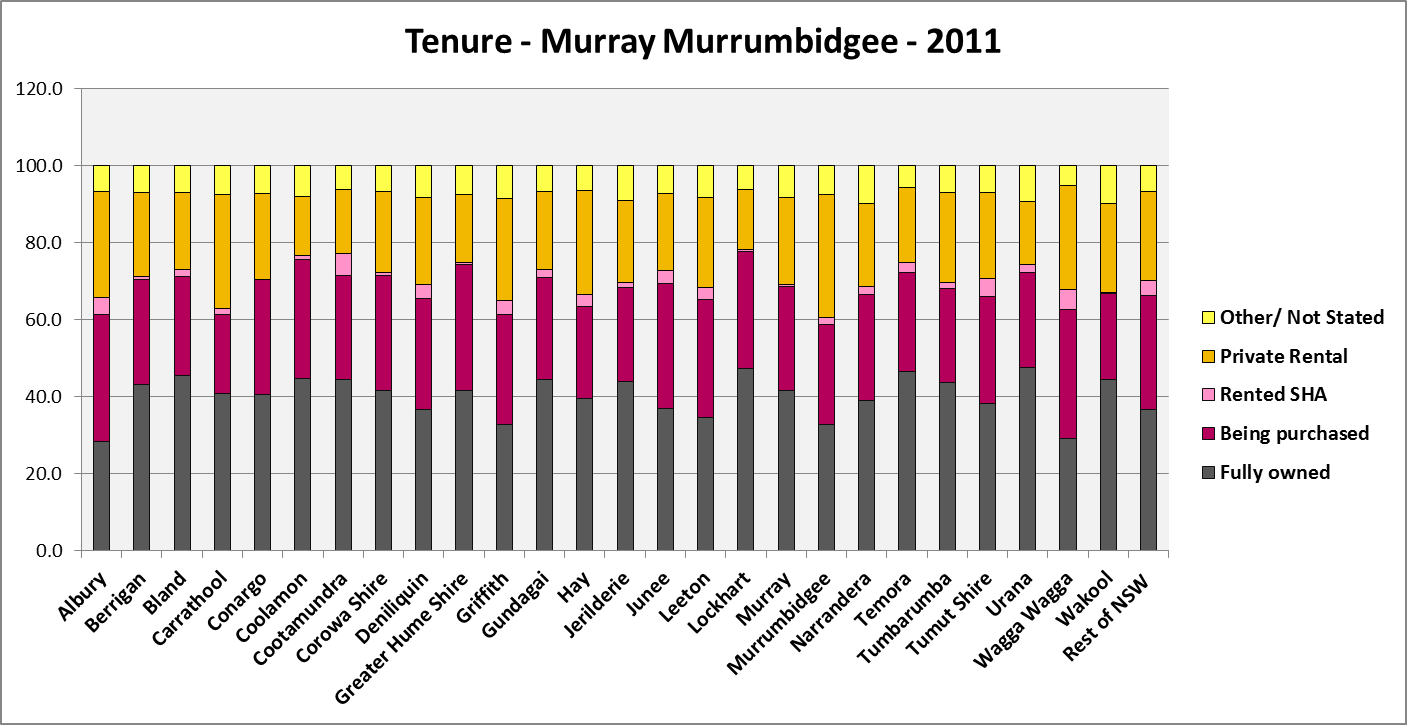 Tenure - Murray Murrumbidgee - 2011
120.0
100.0
80.0
60.0
40.0
20.0
0.0
Other/ Not Stated
Private Rental
Rented SHA
Being purchased
Fully owned
Albury
Berrigan
Bland
Carrathool
Conargo
Coolamon
Cootamundra
Corowa Shire
Deniliquin
Greater Hume Shire
Griffith
Gundagai
Hay
Jerilderie
Junee
Leeton
Lockhart
Murray
Murrumbidgee
Narrandera
Temora
Tumbarumba
Tumut Shire
Urana
Wagga Wagga
Wakool
Rest of NSW